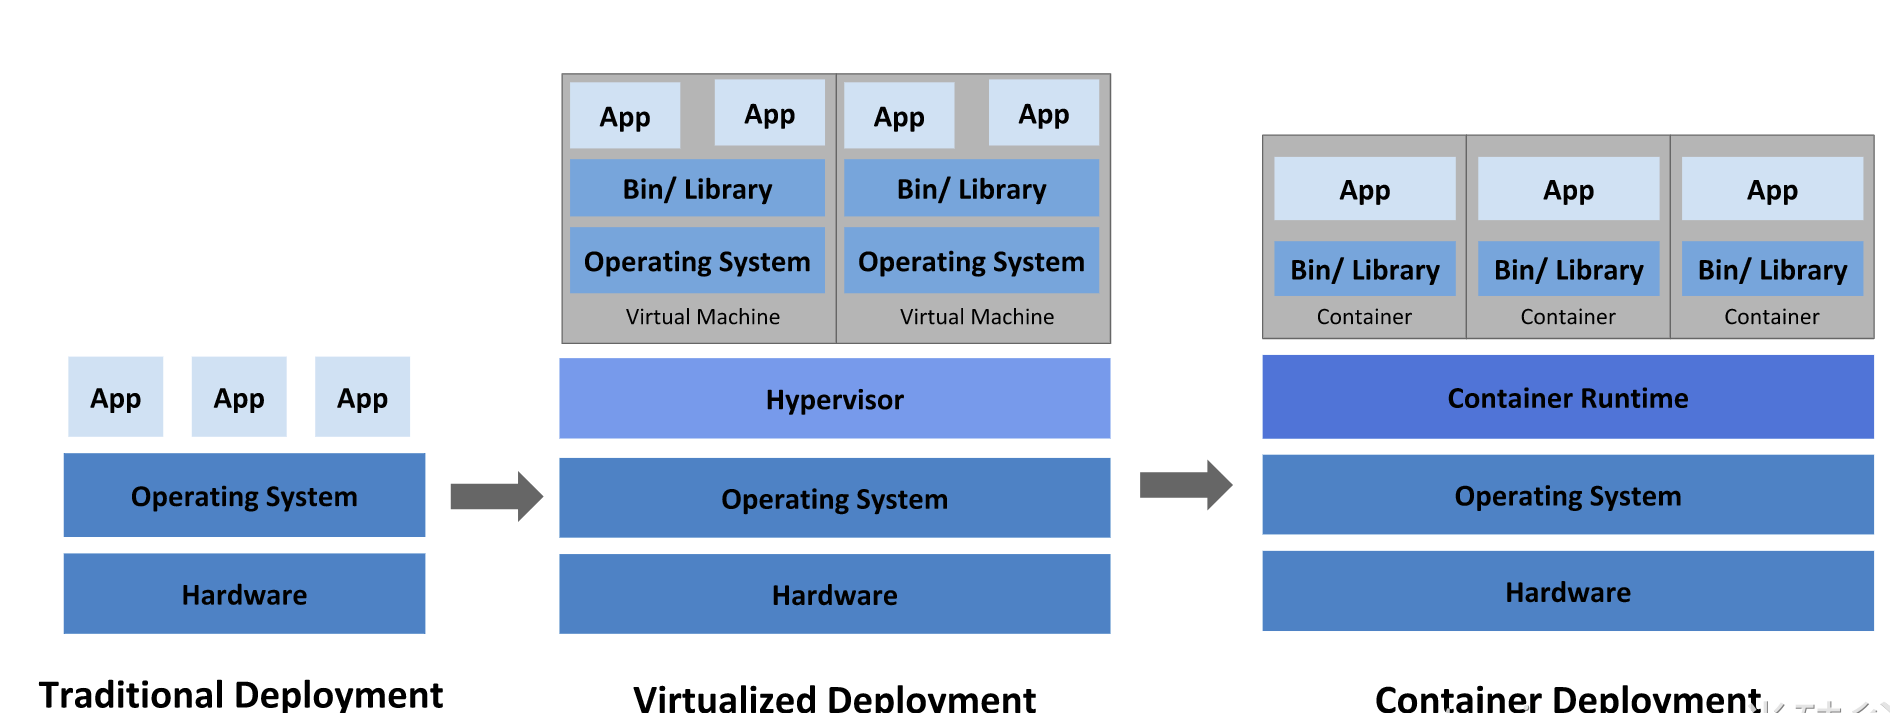 App
App
App
Operating System
Hardware
Traditional Deployment
App
App
Bin/ Library
Operating System
Virtual Machine
App
App
Bin/ Library
Operating System
Virtual Machine
Hypervisor
Operating System
Hardware
Virtualized Deployment
App
Bin/ Library
Container
App
Bin/ Library
Container
App
Bin/ Library
Container
Container Runtime
Operating System
Hardware
Container Deployment